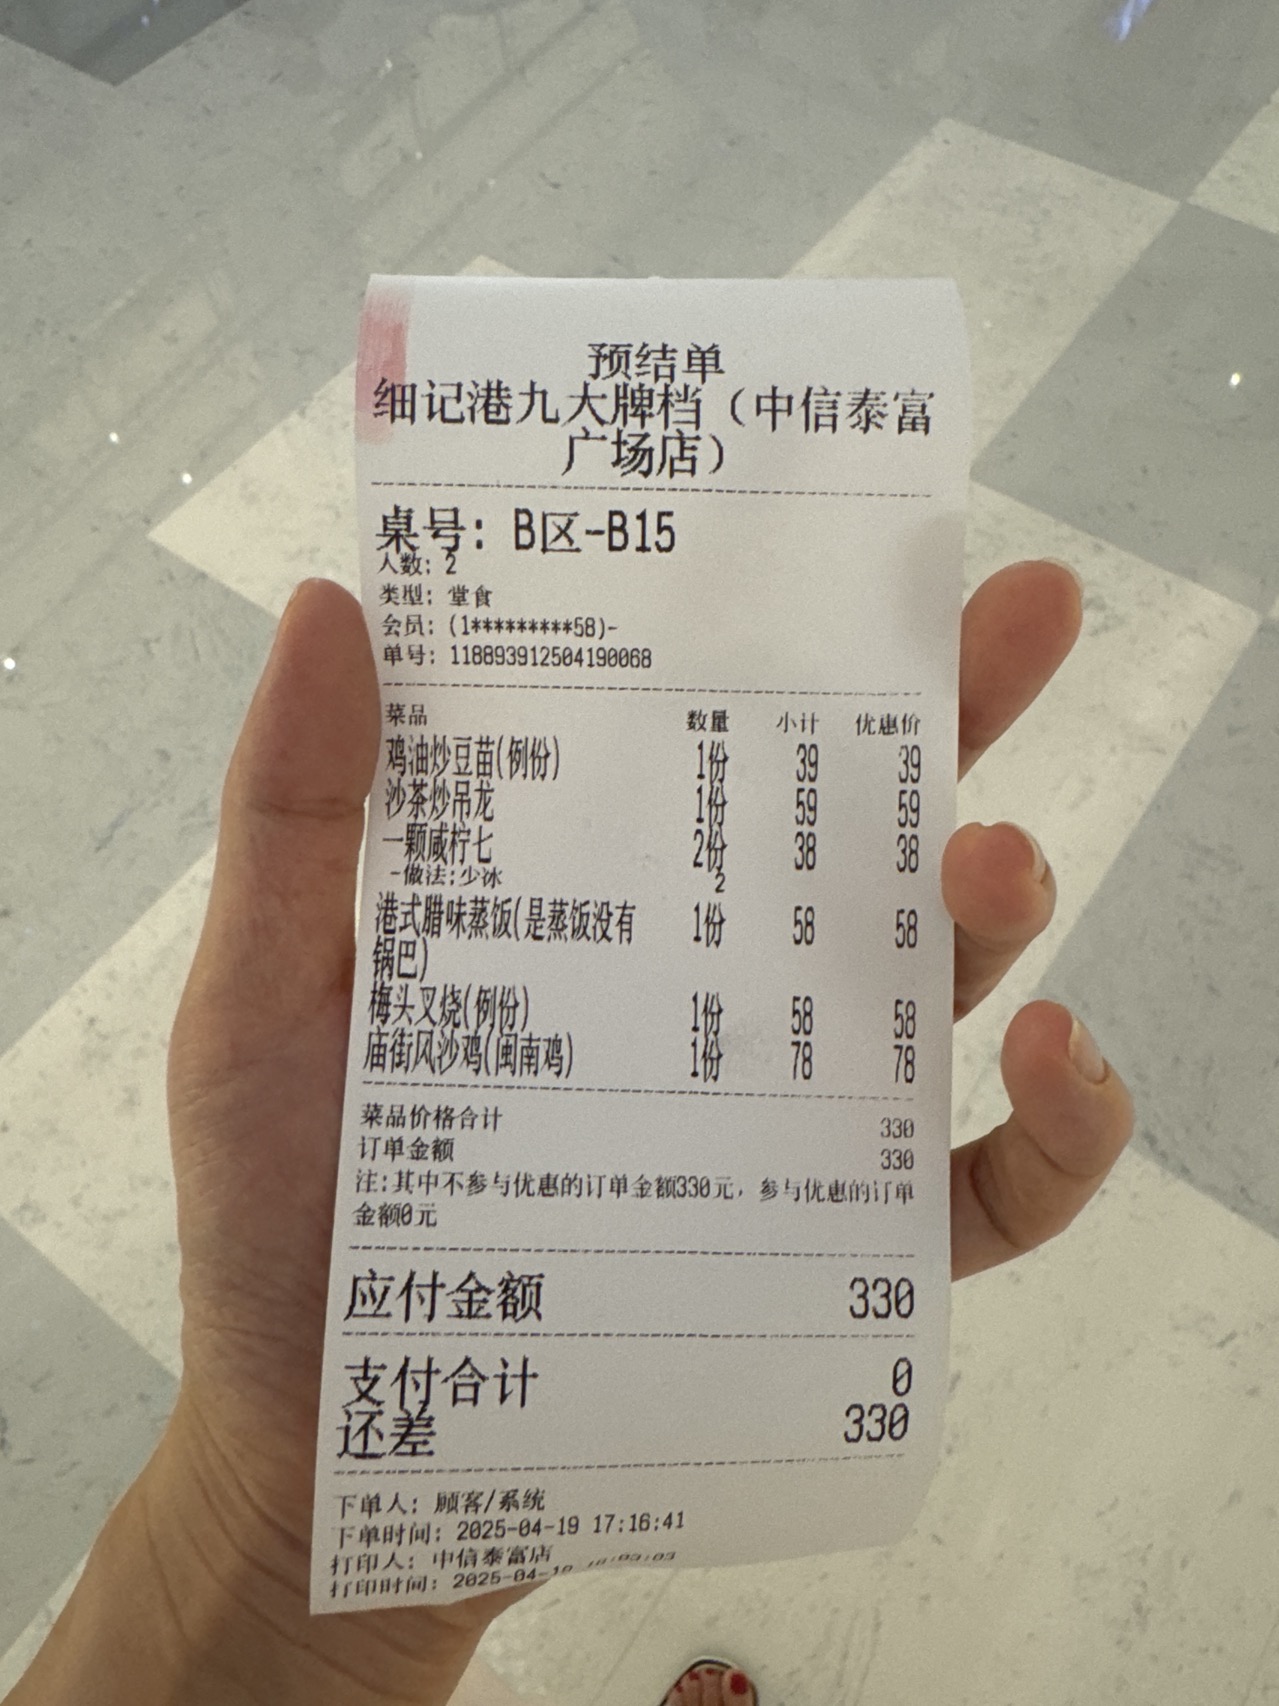 预结单
细记港九大牌档（中信泰富
广场店）
桌号：B区-B15
人数：2
类型：堂食
会员：(1*********58)-
单号：118893912504190068
菜品 数量 小计 优惠价
鸡油炒豆苗(例份) 1份 39 39
沙茶炒吊龙 1份 59 59
一颗咸柠七 2份 38 38
-做法:少冰 2
港式腊味蒸饭(是蒸饭没有 1份 58 58
锅巴)
梅头叉烧(例份) 1份 58 58
庙街风沙鸡(闽南鸡) 1份 78 78
菜品价格合计 330
订单金额 330
注:其中不参与优惠的订单金额330元，参与优惠的订单
金额0元
应付金额 330
支付合计 0
还差 330
下单人：顾客/系统
下单时间：2025-04-19 17:16:41
打印人：中信泰富店
打印时间：2025-04-19